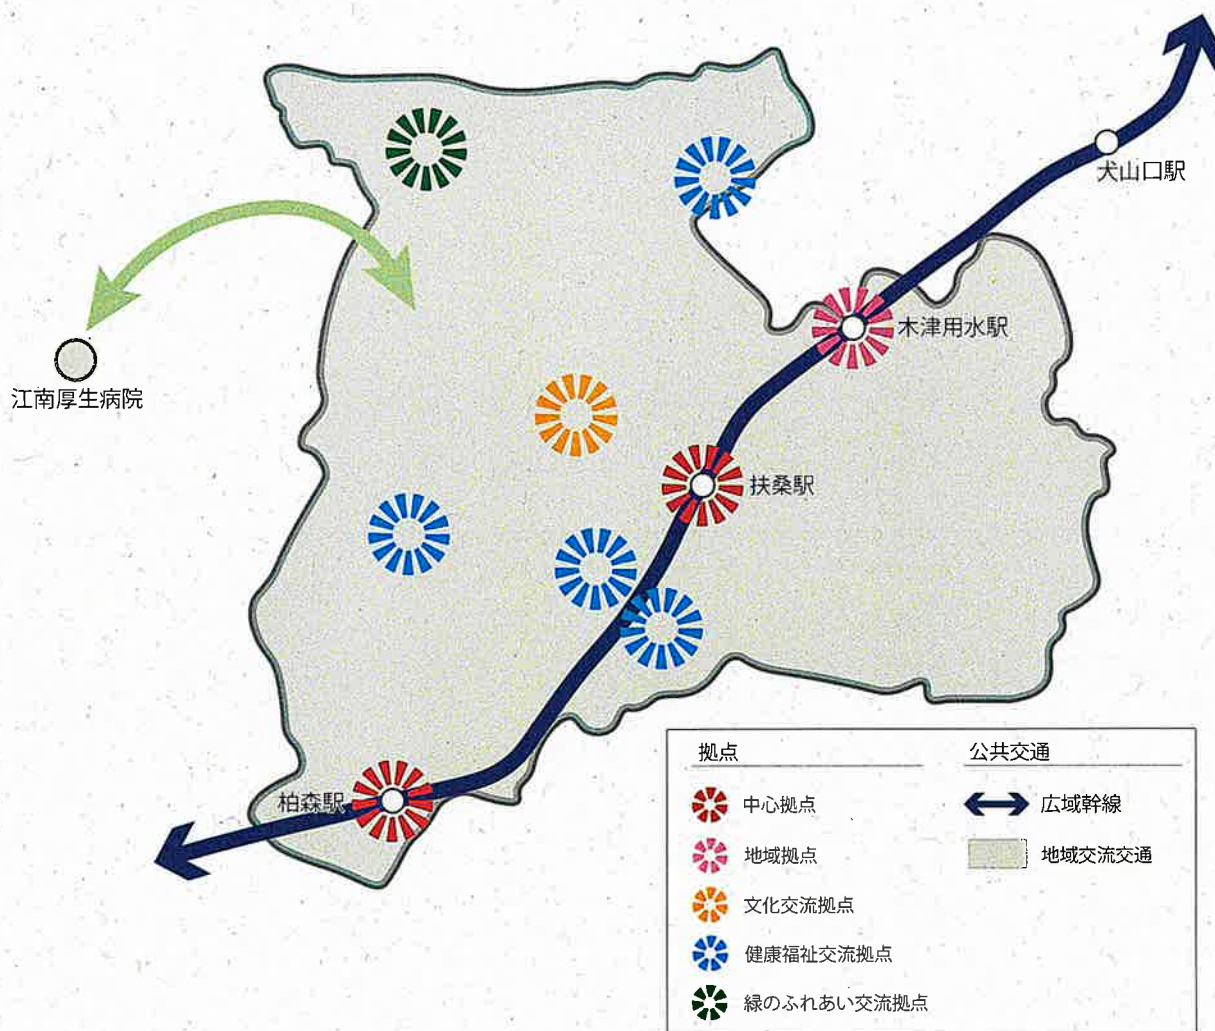 犬山口駅
木津用水駅
江南厚生病院
扶桑駅
柏森駅
拠点
中心拠点
地域拠点
文化交流拠点
健康福祉交流拠点
緑のふれあい交流拠点
公共交通
広域幹線
地域交流交通